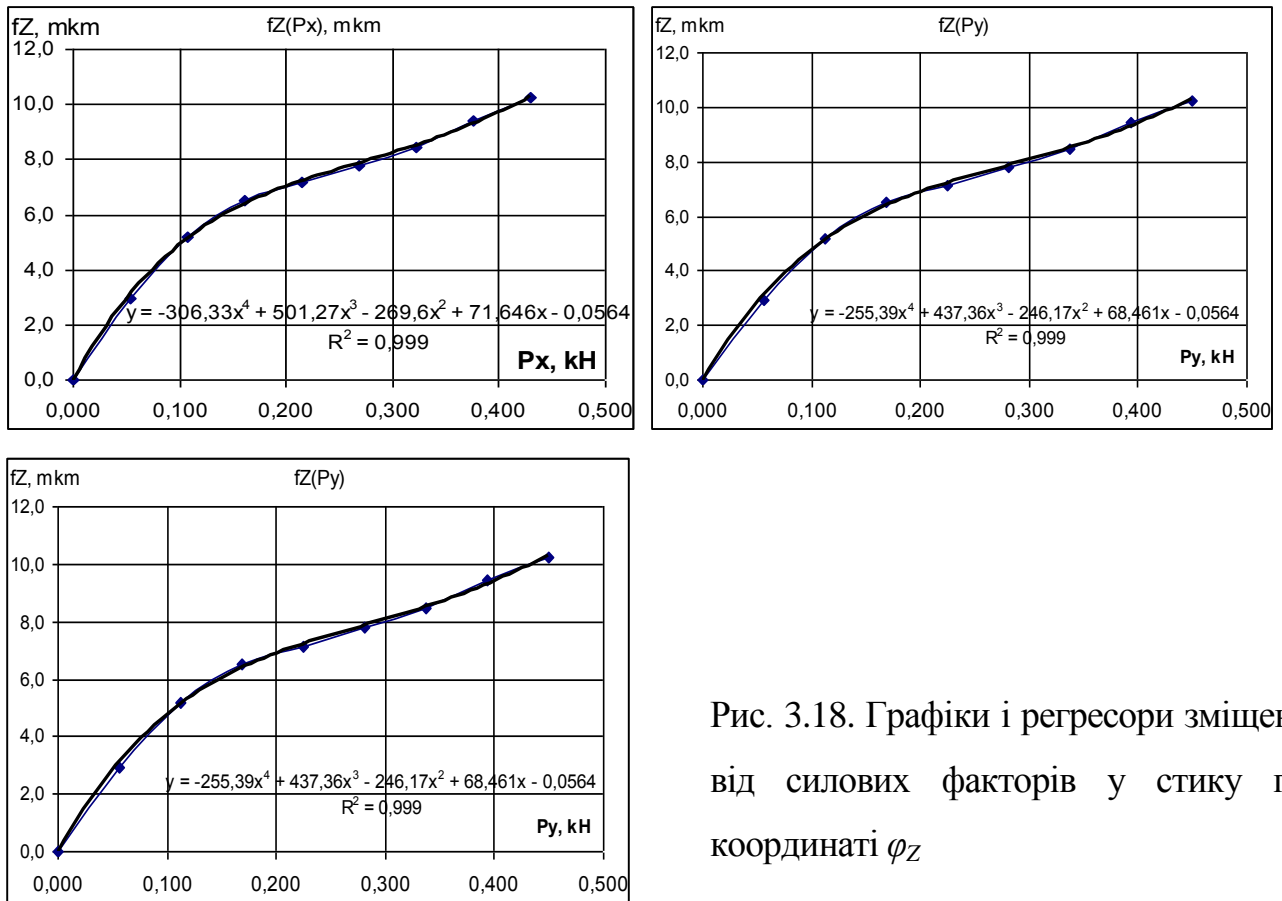 fZ, mkm
fZ(Px), mkm
12,0
10,0
8,0
6,0
4,0
2,0
0,0
y = -306,33x⁴ + 501,27x³ - 269,6x² + 71,646x - 0,0564
R² = 0,999
Px, kH
0,000 0,100 0,200 0,300 0,400 0,500
fZ, mkm
fZ(Py)
12,0
10,0
8,0
6,0
4,0
2,0
0,0
y = -255,39x⁴ + 437,36x³ - 246,17x² + 68,461x - 0,0564
R² = 0,999
Py, kH
0,000 0,100 0,200 0,300 0,400 0,500
fZ, mkm
fZ(Py)
12,0
10,0
8,0
6,0
4,0
2,0
0,0
y = -255,39x⁴ + 437,36x³ - 246,17x² + 68,461x - 0,0564
R² = 0,999
Py, kH
0,000 0,100 0,200 0,300 0,400 0,500
Рис. 3.18. Графіки і регресори
від силових факторів у стику
координаті φZ